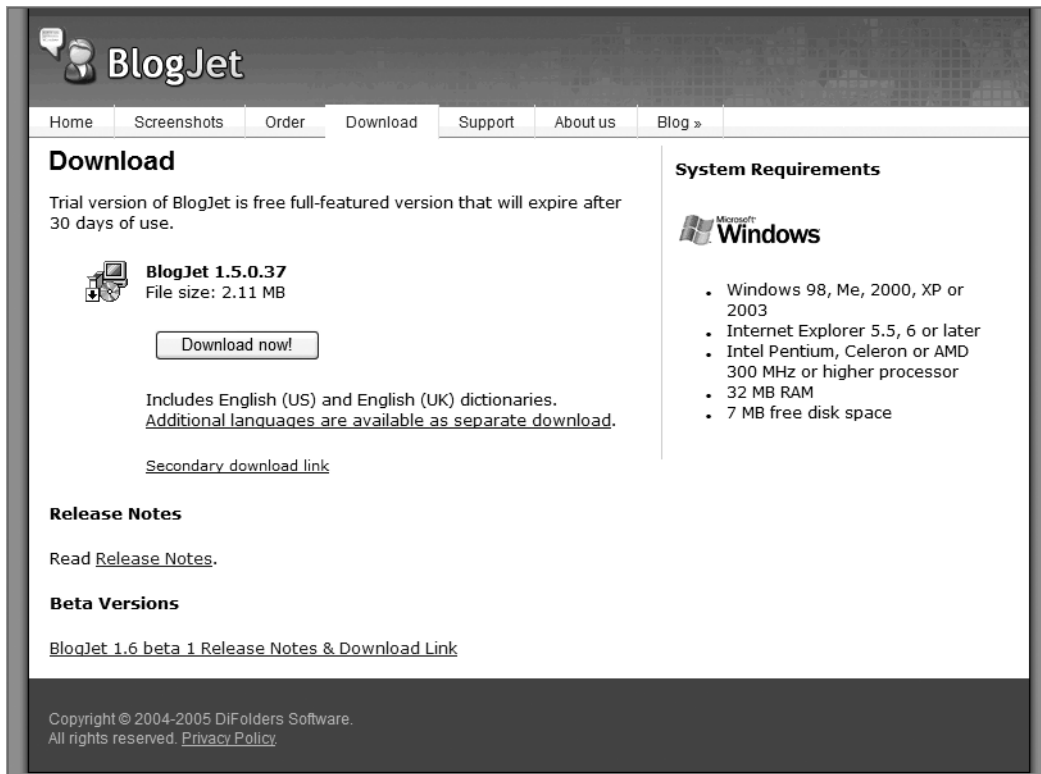 BlogJet
Home Screenshots Order Download Support About us Blog »
Download
Trial version of BlogJet is free full-featured version that will expire after
30 days of use.
BlogJet 1.5.0.37
File size: 2.11 MB
Download now!
Includes English (US) and English (UK) dictionaries.
Additional languages are available as separate download.
Secondary download link
Release Notes
Read Release Notes.
Beta Versions
BlogJet 1.6 beta 1 Release Notes & Download Link
System Requirements
Microsoft
Windows
• Windows 98, Me, 2000, XP or
2003
• Internet Explorer 5.5, 6 or later
• Intel Pentium, Celeron or AMD
300 MHz or higher processor
• 32 MB RAM
• 7 MB free disk space
Copyright © 2004-2005 DiFolders Software.
All rights reserved. Privacy Policy.